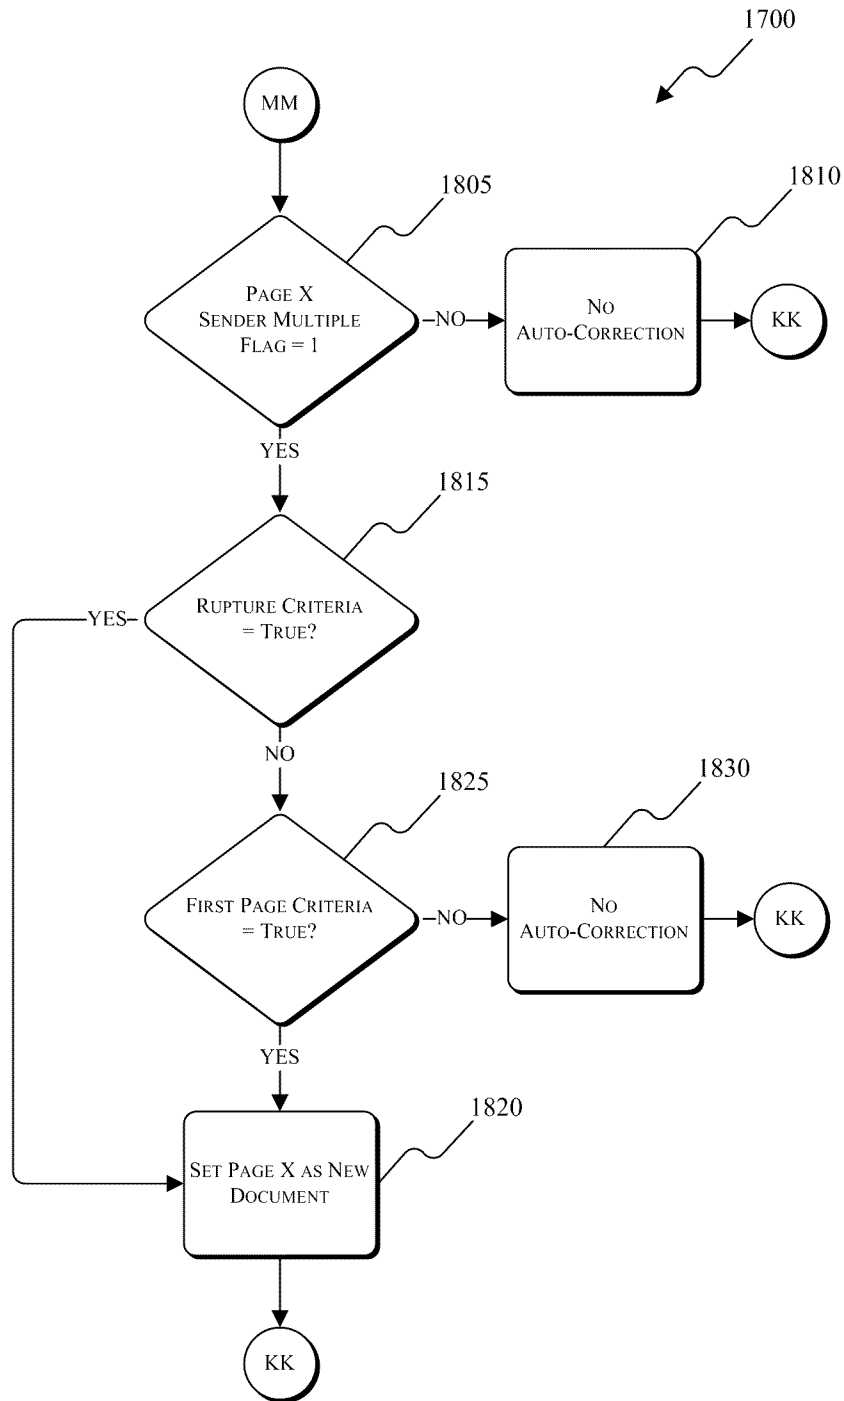 1700
MM
1805
1810
PAGE X
SENDER MULTIPLE
FLAG = 1
NO
NO
AUTO-CORRECTION
KK
YES
1815
RUPTURE CRITERIA
= TRUE?
YES
NO
1825
1830
FIRST PAGE CRITERIA
= TRUE?
NO
NO
AUTO-CORRECTION
KK
YES
1820
SET PAGE X AS NEW
DOCUMENT
KK